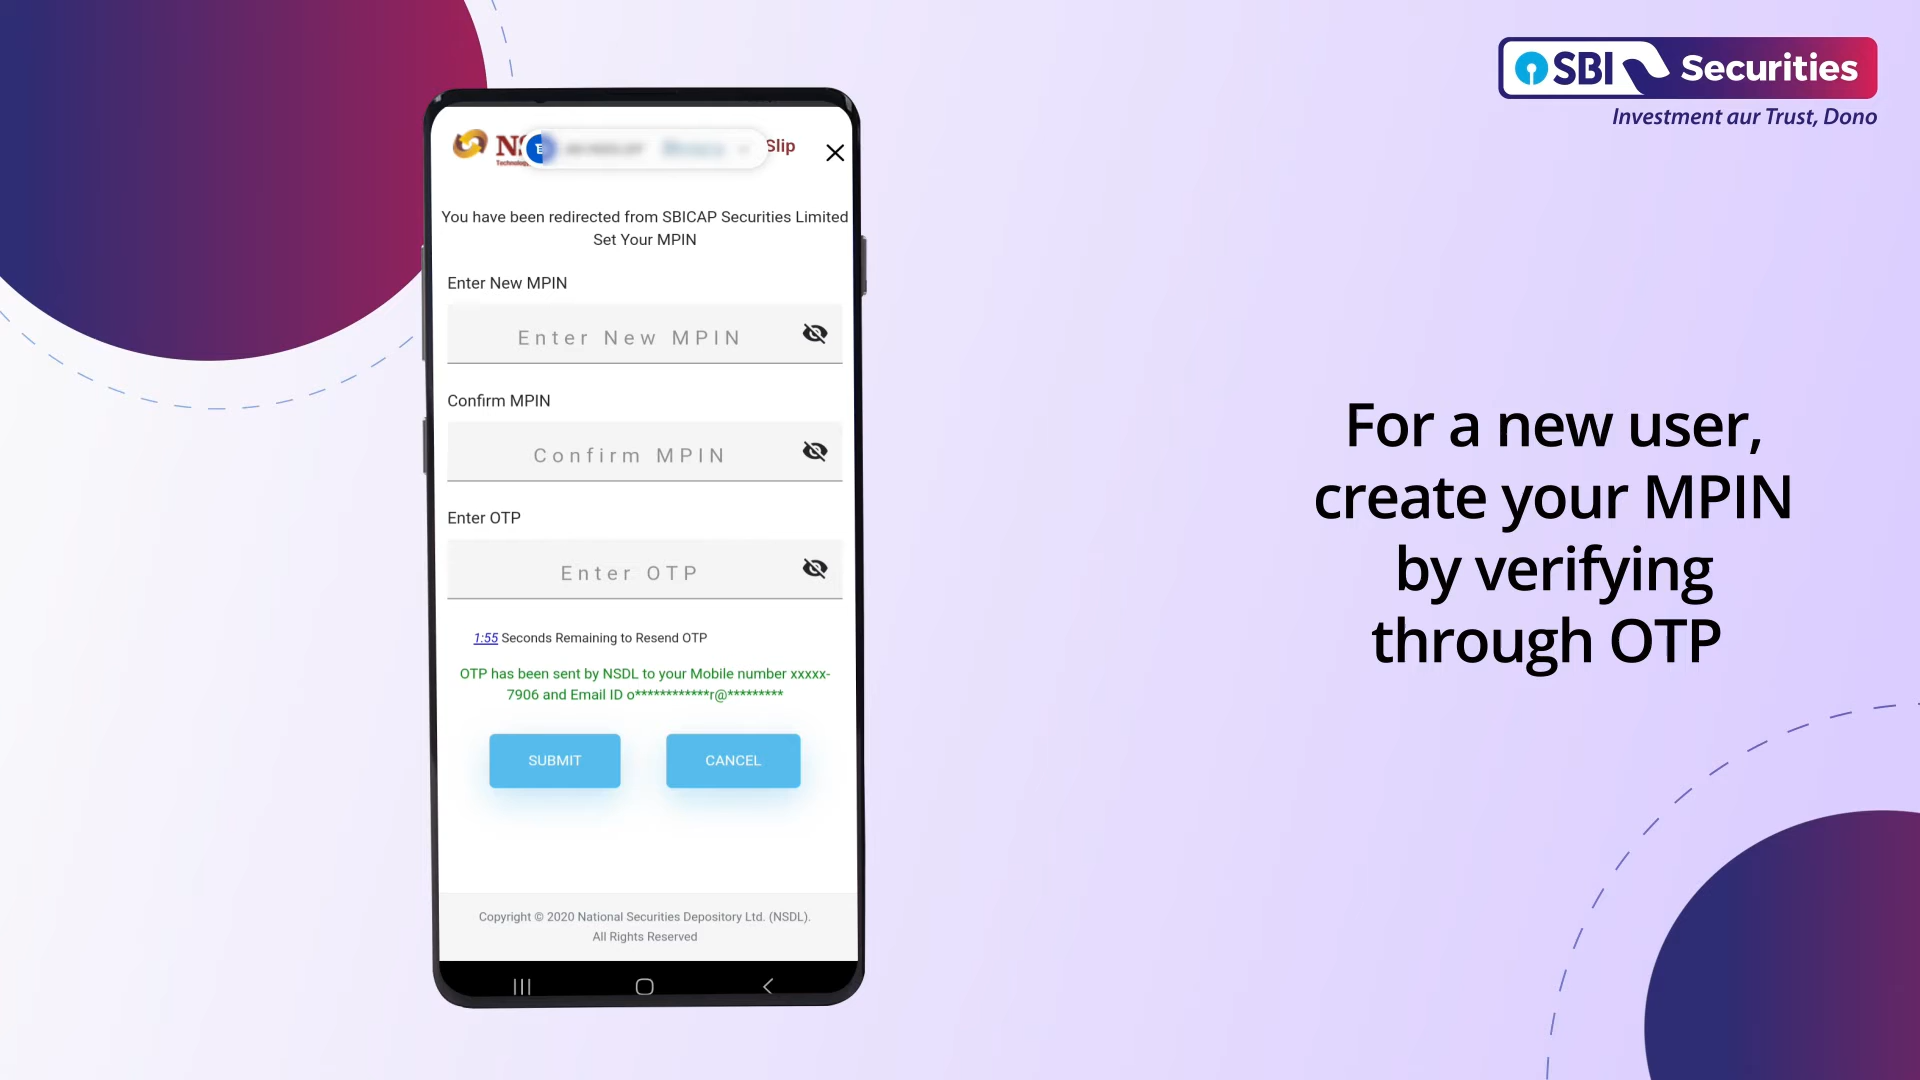 SBI Securities
Investment aur Trust, Dono
Slip
You have been redirected from SBICAP Securities Limited
Set Your MPIN
Enter New MPIN
Enter New MPIN
Confirm MPIN
Confirm MPIN
Enter OTP
Enter OTP
1:55 Seconds Remaining to Resend OTP
OTP has been sent by NSDL to your Mobile number xxxxx-
7906 and Email ID o************r@*********
SUBMIT
CANCEL
Copyright © 2020 National Securities Depository Ltd. (NSDL).
All Rights Reserved
For a new user,
create your MPIN
by verifying
through OTP